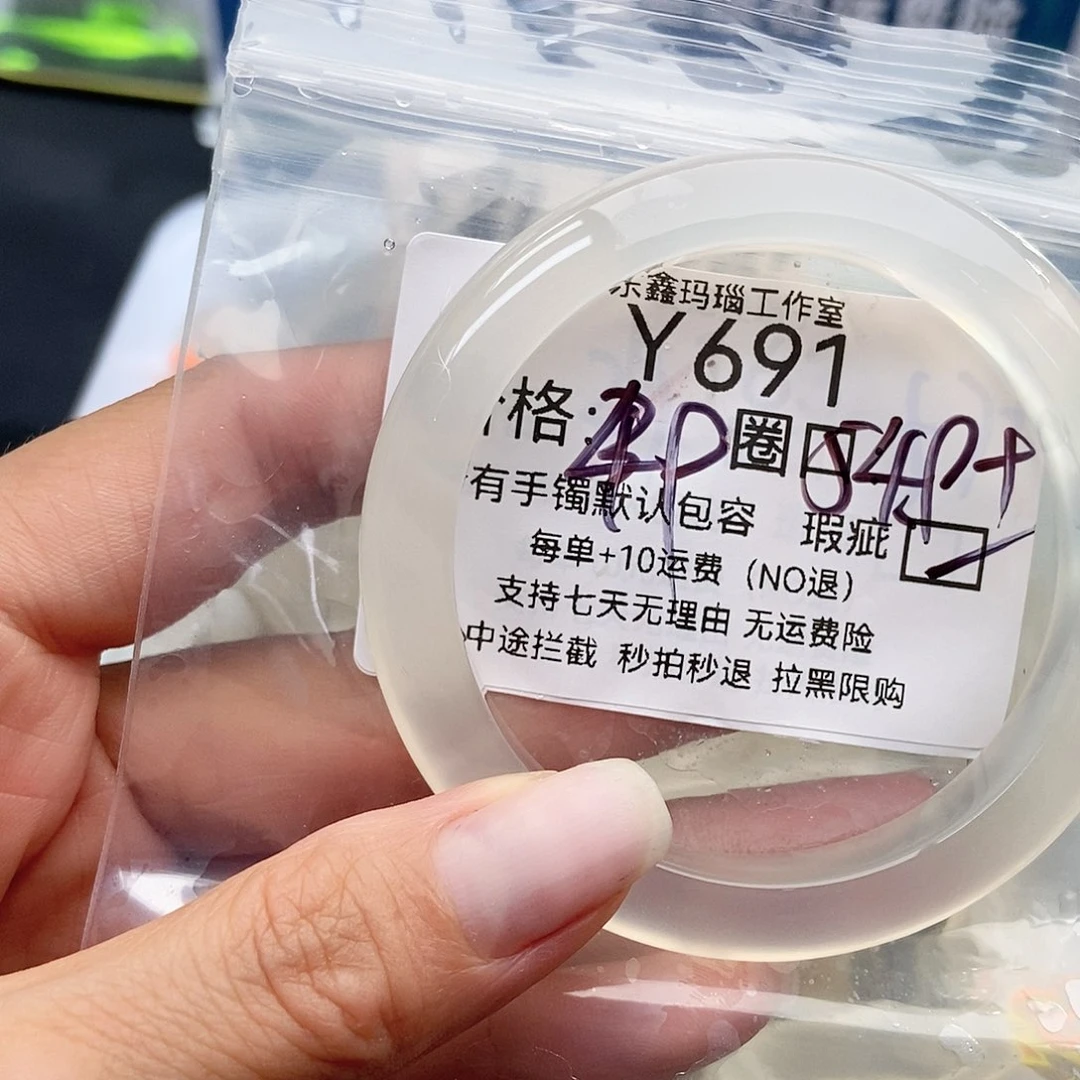 鑫玛瑙工作室
Y691
格: 圈口 54
有手镯默认包容 瑕疵
每单+10运费（NO退）
支持七天无理由 无运费险
中途拦截 秒拍秒退 拉黑限购